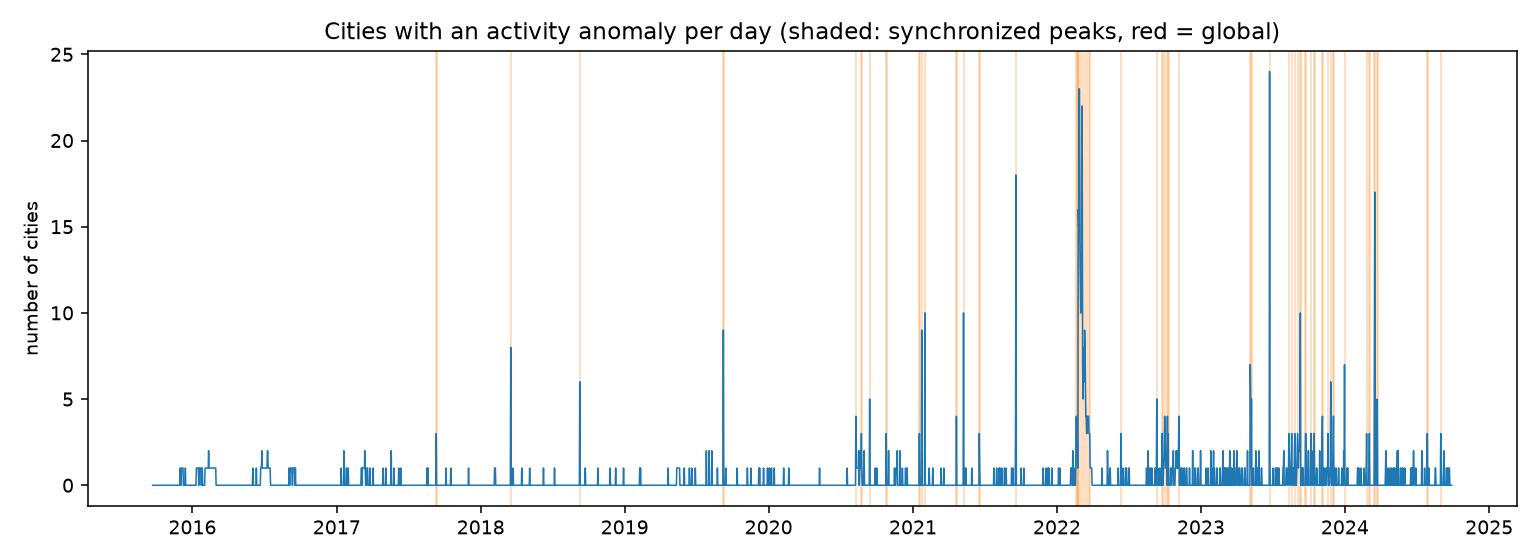 Cities with an activity anomaly per day (shaded: synchronized peaks, red = global)
number of cities
25
20
15
10
5
0
2016 2017 2018 2019 2020 2021 2022 2023 2024 2025